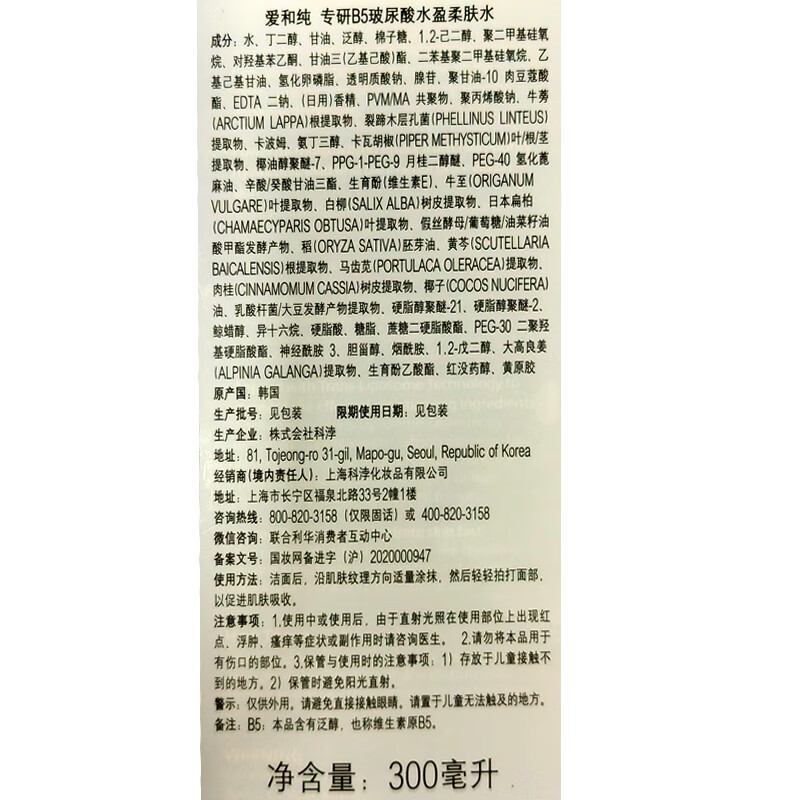 爱和纯 专研B5玻尿酸水盈柔肤水
成分：水、丁二醇、甘油、泛醇、棉子糖、1,2-己二醇、聚二甲基硅氧
烷、对羟基苯乙酮、甘油三(乙基己酸)酯、二苯基聚二甲基硅氧烷、乙
基己基甘油、氢化卵磷脂、透明质酸钠、腺苷、聚甘油-10 肉豆蔻酸
酯、EDTA 二钠、(日用)香精、PVM/MA 共聚物、聚丙烯酸钠、牛蒡
(ARCTIUM LAPPA)根提取物、裂蹄木层孔菌(PHELLINUS LINTEUS)
提取物、卡波姆、氨丁三醇、卡瓦胡椒(PIPER METHYSTICUM)叶/根/茎
提取物、椰油醇聚醚-7、PPG-1-PEG-9 月桂二醇醚、PEG-40 氢化蓖
麻油、辛酸/癸酸甘油三酯、生育酚(维生素E)、牛至(ORIGANUM
VULGARE)叶提取物、白柳(SALIX ALBA)树皮提取物、日本扁柏
(CHAMAECYPARIS OBTUSA)叶提取物、假丝酵母/葡萄糖/油菜籽油
酸甲酯发酵产物、稻(ORYZA SATIVA)胚芽油、黄芩(SCUTELLARIA
BAICALENSIS)根提取物、马齿苋(PORTULACA OLERACEA)提取物、
肉桂(CINNAMOMUM CASSIA)树皮提取物、椰子(COCOS NUCIFERA)
油、乳酸杆菌/大豆发酵产物提取物、硬脂醇聚醚-21、硬脂醇聚醚-2、
鲸蜡醇、异十六烷、硬脂酸、糖脂、蔗糖二硬脂酸酯、PEG-30 二聚羟
基硬脂酸酯、神经酰胺 3、胆甾醇、烟酰胺、1,2-戊二醇、大高良姜
(ALPINIA GALANGA)提取物、生育酚乙酸酯、红没药醇、黄原胶
原产国：韩国
生产批号：见包装 限期使用日期：见包装
生产企业：株式会社科淳
地址：81, Tojeong-ro 31-gil, Mapo-gu, Seoul, Republic of Korea
经销商(境内责任人)：上海科淳化妆品有限公司
地址：上海市长宁区福泉北路33号2幢1楼
咨询热线：800-820-3158（仅限固话）或 400-820-3158
微信咨询：联合利华消费者互动中心
备案文号：国妆网备进字（沪）2020000947
使用方法：洁面后，沿肌肤纹理方向适量涂抹，然后轻轻拍打面部，
以促进肌肤吸收。
注意事项：1.使用中或使用后，由于直射光照在使用部位上出现红
点、浮肿、瘙痒等症状或副作用时请咨询医生。 2.请勿将本品用于
有伤口的部位。3.保管与使用时的注意事项：1）存放于儿童接触不
到的地方。2）保管时避免阳光直射。
警示：仅供外用。请避免直接接触眼睛。请置于儿童无法触及的地方。
备注：B5：本品含有泛醇，也称维生素原B5。
净含量：300毫升